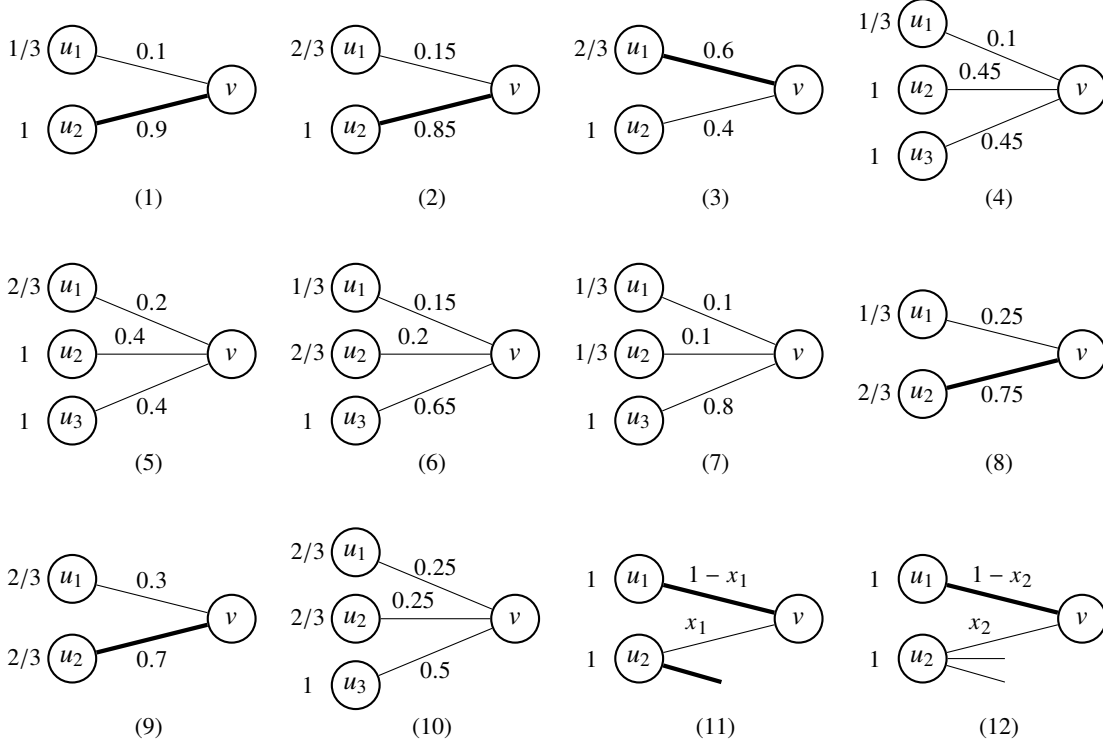 1/3 u1 0.1
v
1 u2 0.9
(1)
2/3 u1 0.15
v
1 u2 0.85
(2)
2/3 u1 0.6
v
1 u2 0.4
(3)
1/3 u1 0.1
1 u2 0.45 v
1 u3 0.45
(4)
2/3 u1 0.2
1 u2 0.4 v
1 u3 0.4
(5)
1/3 u1 0.15
2/3 u2 0.2 v
1 u3 0.65
(6)
1/3 u1 0.1
1/3 u2 0.1 v
1 u3 0.8
(7)
1/3 u1 0.25
v
2/3 u2 0.75
(8)
2/3 u1 0.3
v
2/3 u2 0.7
(9)
2/3 u1 0.25
2/3 u2 0.25 v
1 u3 0.5
(10)
1 u1 1 − x1
v
1 u2 x1
(11)
1 u1 1 − x2
v
1 u2 x2
(12)